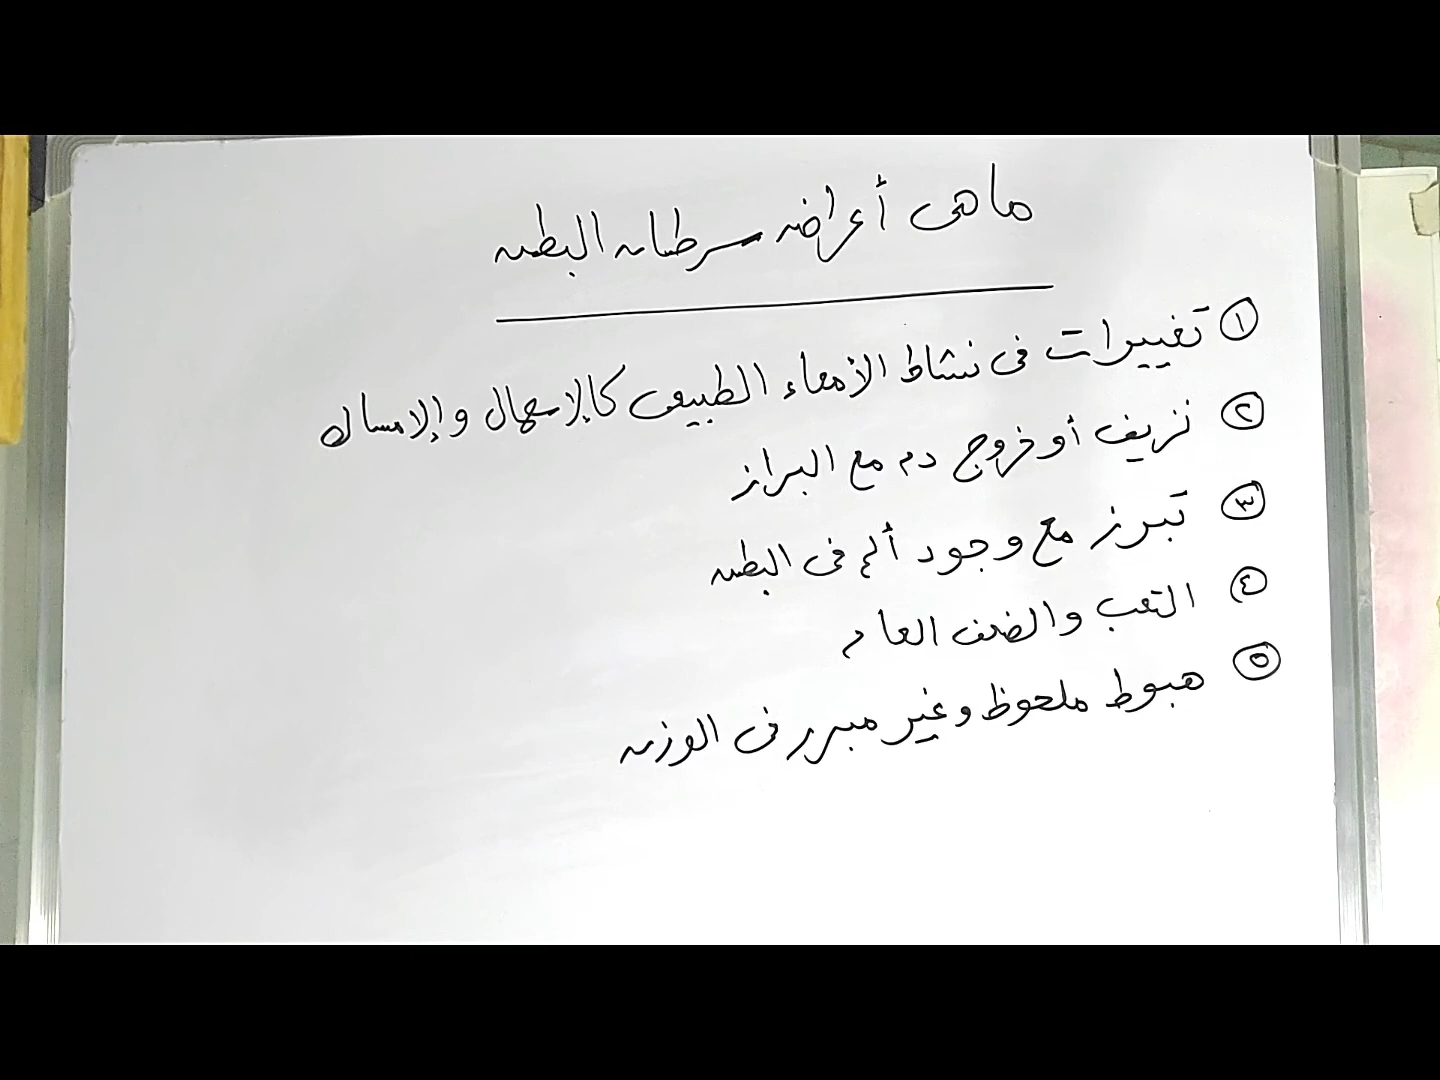 ما هى أعراض سرطان البطن
١ تغييرات فى نشاط الأمعاء الطبيعى كالإسهال والإمساك
٢ نزيف أو خروج دم مع البراز
٣ تبرز مع وجود ألم فى البطن
٤ التعب والضعف العام
٥ هبوط ملحوظ وغير مبرر فى الوزن